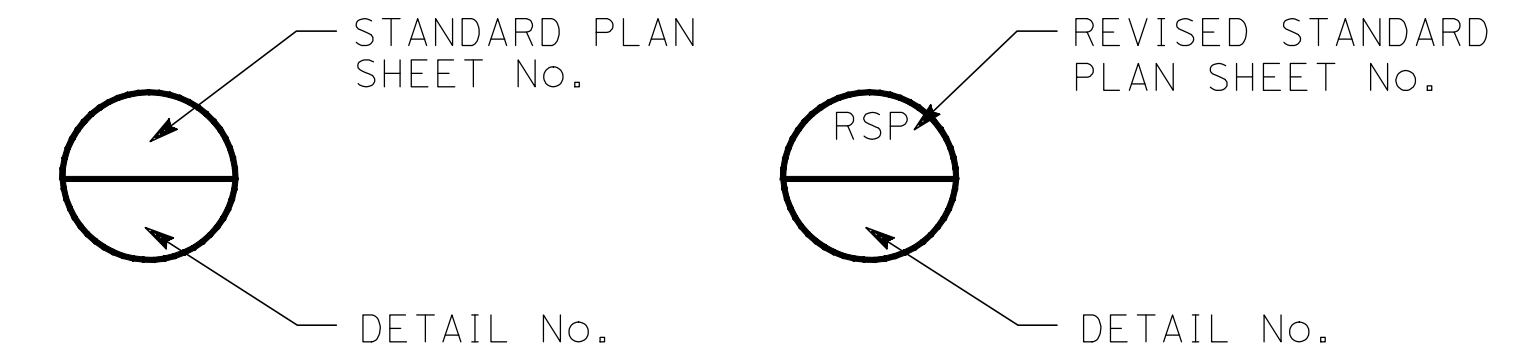 STANDARD PLAN
SHEET No.
DETAIL No.
REVISED STANDARD
PLAN SHEET No.
RSP
DETAIL No.